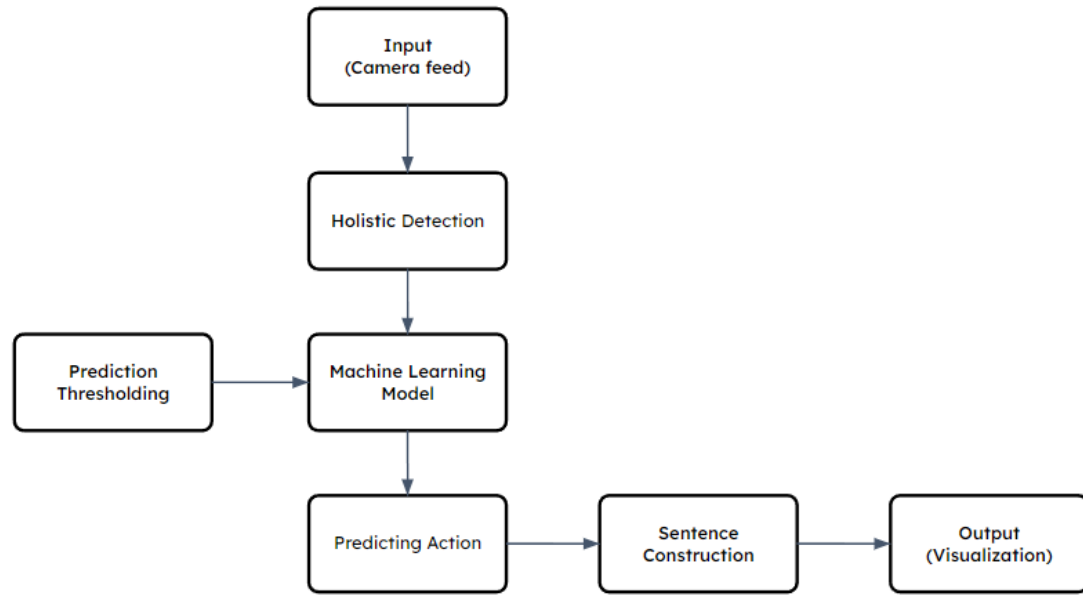 Input
(Camera feed)
Holistic Detection
Prediction
Thresholding
Machine Learning
Model
Predicting Action
Sentence
Construction
Output
(Visualization)